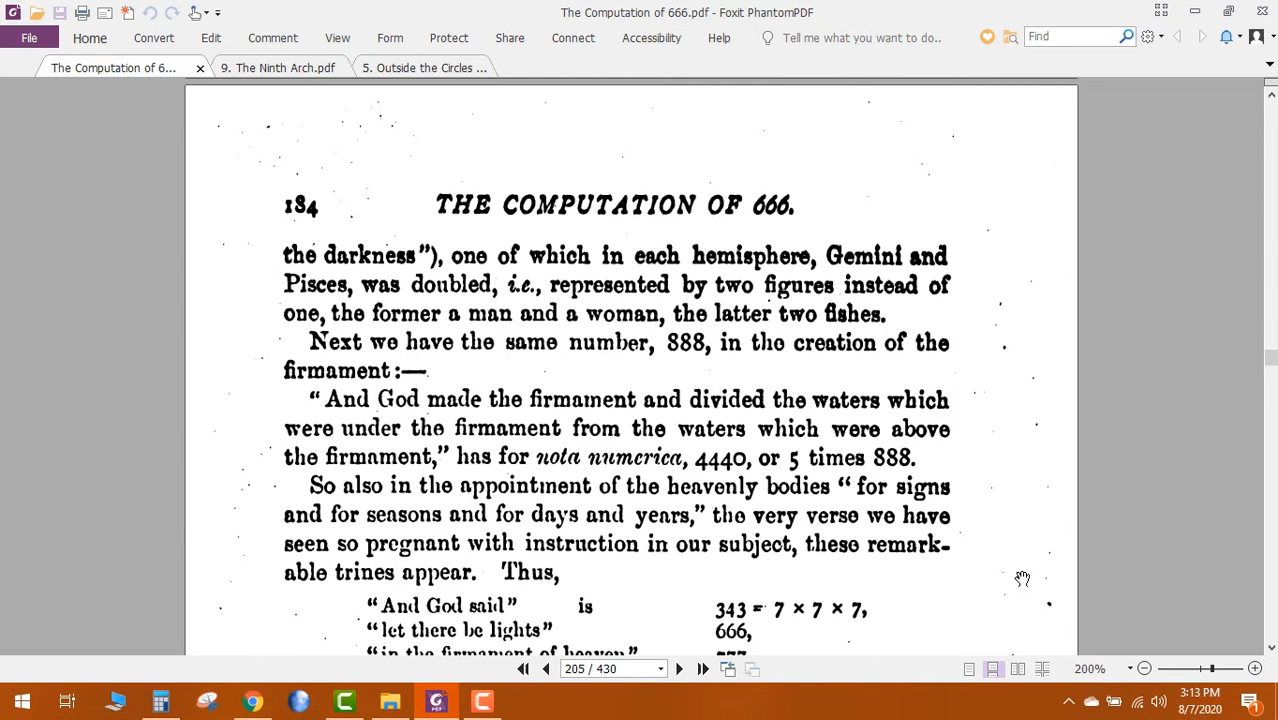 The Computation of 666.pdf - Foxit PhantomPDF
File Home Convert Edit Comment View Form Protect Share Connect Accessibility Help Tell me what you want to do.. Find
The Computation of 6... 9. The Ninth Arch.pdf 5. Outside the Circles ...
184 THE COMPUTATION OF 666.
the darkness"), one of which in each hemisphere, Gemini and
Pisces, was doubled, i.e., represented by two figures instead of
one, the former a man and a woman, the latter two fishes.
Next we have the same number, 888, in the creation of the
firmament :—
"And God made the firmament and divided the waters which
were under the firmament from the waters which were above
the firmament," has for nota numerica, 4440, or 5 times 888.
So also in the appointment of the heavenly bodies "for signs
and for seasons and for days and years," the very verse we have
seen so pregnant with instruction in our subject, these remark-
able trines appear. Thus,
"And God said" is 343 = 7 × 7 × 7,
"let there be lights" 666,
"in the firmament of heaven" 777
205 / 430 200%
3:13 PM
8/7/2020